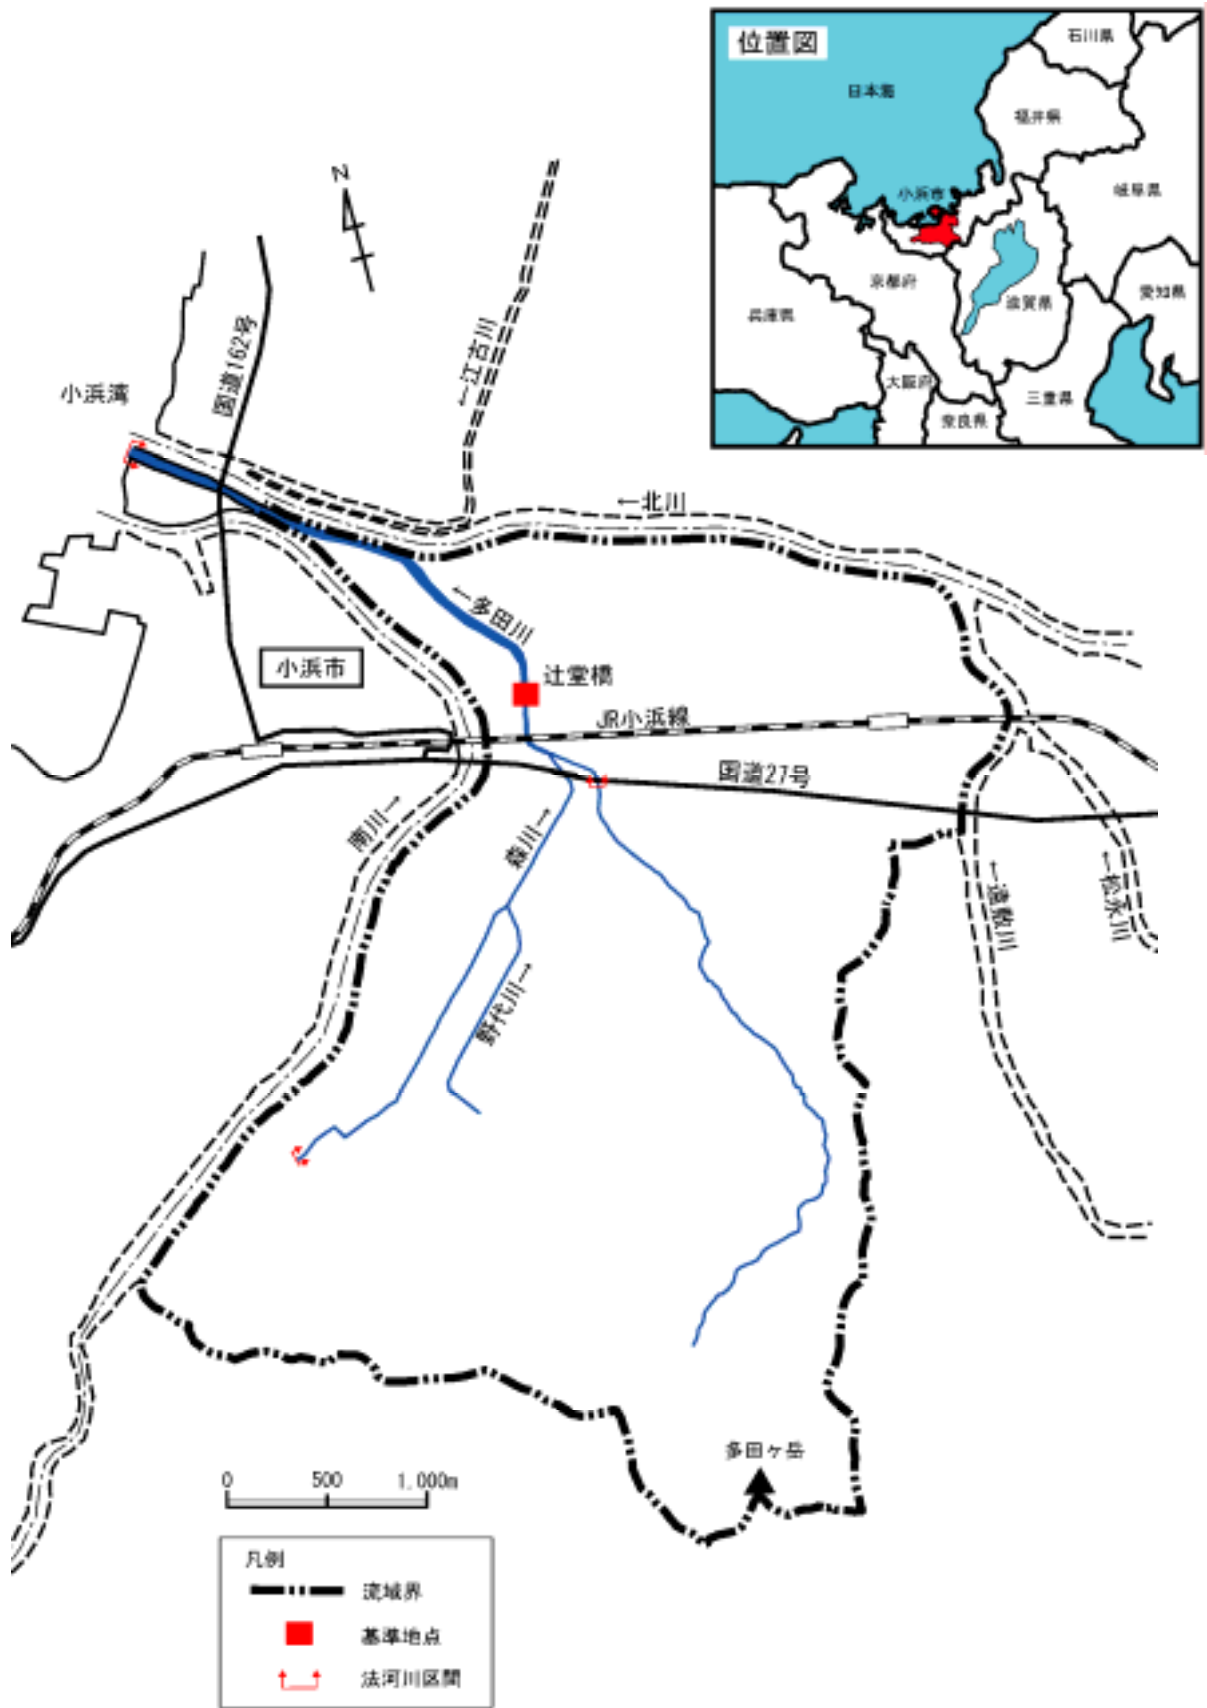 位置図
石川県
日本海
福井県
岐阜県
小浜市
京都府
滋賀県
愛知県
兵庫県
大阪府
三重県
奈良県
N
国道162号
←江古川
小浜湾
←北川
←多田川
小浜市
辻堂橋
JR小浜線
国道27号
南川→
森川→
←遠敷川
←松永川
野代川→
多田ヶ岳
0 500 1,000m
凡例
流域界
基準地点
法河川区間